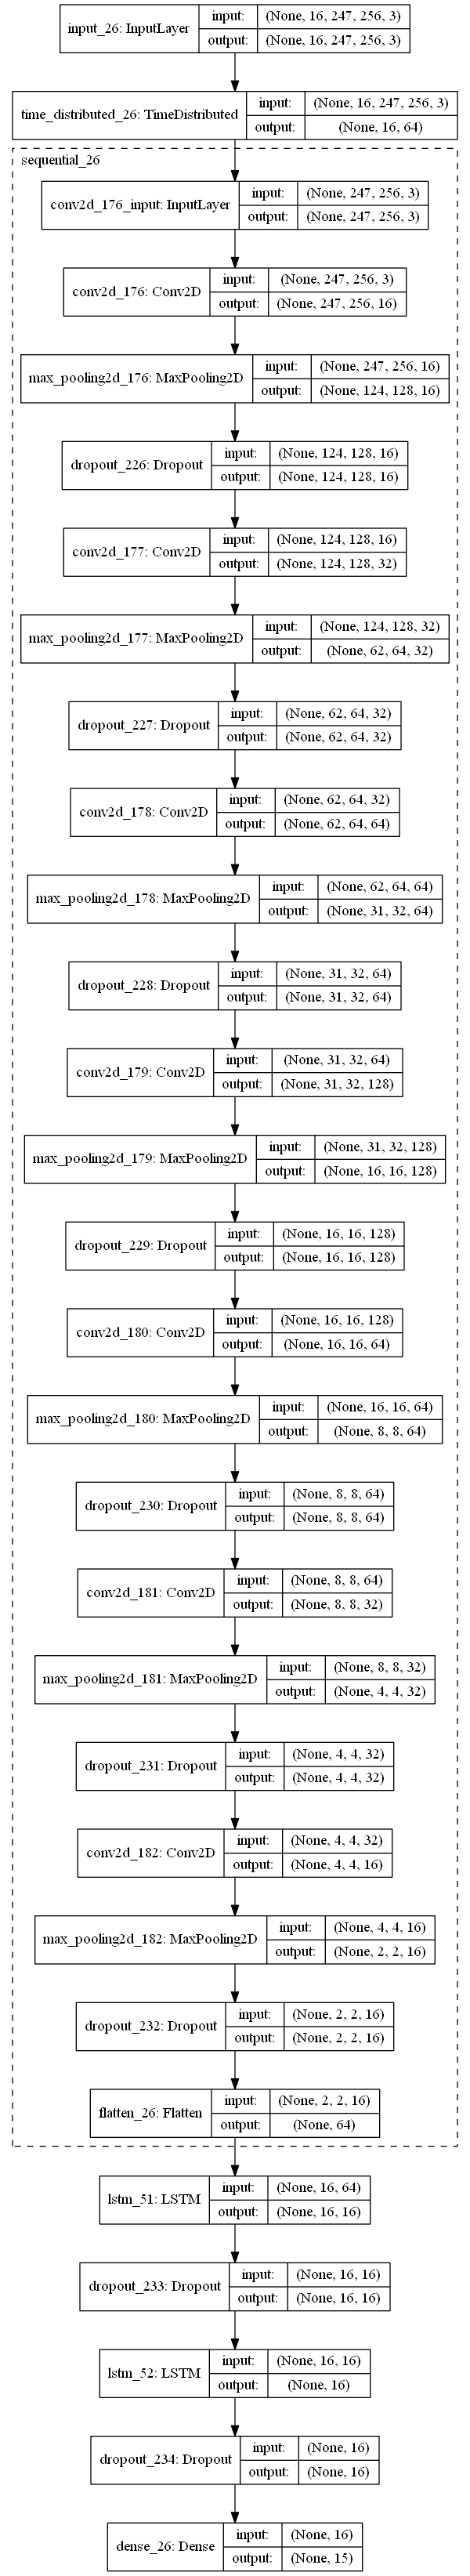 input_26: InputLayer input: (None, 16, 247, 256, 3)
output: (None, 16, 247, 256, 3)
time_distributed_26: TimeDistributed input: (None, 16, 247, 256, 3)
output: (None, 16, 64)
sequential_26
conv2d_176_input: InputLayer input: (None, 247, 256, 3)
output: (None, 247, 256, 3)
conv2d_176: Conv2D input: (None, 247, 256, 3)
output: (None, 247, 256, 16)
max_pooling2d_176: MaxPooling2D input: (None, 247, 256, 16)
output: (None, 124, 128, 16)
dropout_226: Dropout input: (None, 124, 128, 16)
output: (None, 124, 128, 16)
conv2d_177: Conv2D input: (None, 124, 128, 16)
output: (None, 124, 128, 32)
max_pooling2d_177: MaxPooling2D input: (None, 124, 128, 32)
output: (None, 62, 64, 32)
dropout_227: Dropout input: (None, 62, 64, 32)
output: (None, 62, 64, 32)
conv2d_178: Conv2D input: (None, 62, 64, 32)
output: (None, 62, 64, 64)
max_pooling2d_178: MaxPooling2D input: (None, 62, 64, 64)
output: (None, 31, 32, 64)
dropout_228: Dropout input: (None, 31, 32, 64)
output: (None, 31, 32, 64)
conv2d_179: Conv2D input: (None, 31, 32, 64)
output: (None, 31, 32, 128)
max_pooling2d_179: MaxPooling2D input: (None, 31, 32, 128)
output: (None, 16, 16, 128)
dropout_229: Dropout input: (None, 16, 16, 128)
output: (None, 16, 16, 128)
conv2d_180: Conv2D input: (None, 16, 16, 128)
output: (None, 16, 16, 64)
max_pooling2d_180: MaxPooling2D input: (None, 16, 16, 64)
output: (None, 8, 8, 64)
dropout_230: Dropout input: (None, 8, 8, 64)
output: (None, 8, 8, 64)
conv2d_181: Conv2D input: (None, 8, 8, 64)
output: (None, 8, 8, 32)
max_pooling2d_181: MaxPooling2D input: (None, 8, 8, 32)
output: (None, 4, 4, 32)
dropout_231: Dropout input: (None, 4, 4, 32)
output: (None, 4, 4, 32)
conv2d_182: Conv2D input: (None, 4, 4, 32)
output: (None, 4, 4, 16)
max_pooling2d_182: MaxPooling2D input: (None, 4, 4, 16)
output: (None, 2, 2, 16)
dropout_232: Dropout input: (None, 2, 2, 16)
output: (None, 2, 2, 16)
flatten_26: Flatten input: (None, 2, 2, 16)
output: (None, 64)
lstm_51: LSTM input: (None, 16, 64)
output: (None, 16, 16)
dropout_233: Dropout input: (None, 16, 16)
output: (None, 16, 16)
lstm_52: LSTM input: (None, 16, 16)
output: (None, 16)
dropout_234: Dropout input: (None, 16)
output: (None, 16)
dense_26: Dense input: (None, 16)
output: (None, 15)